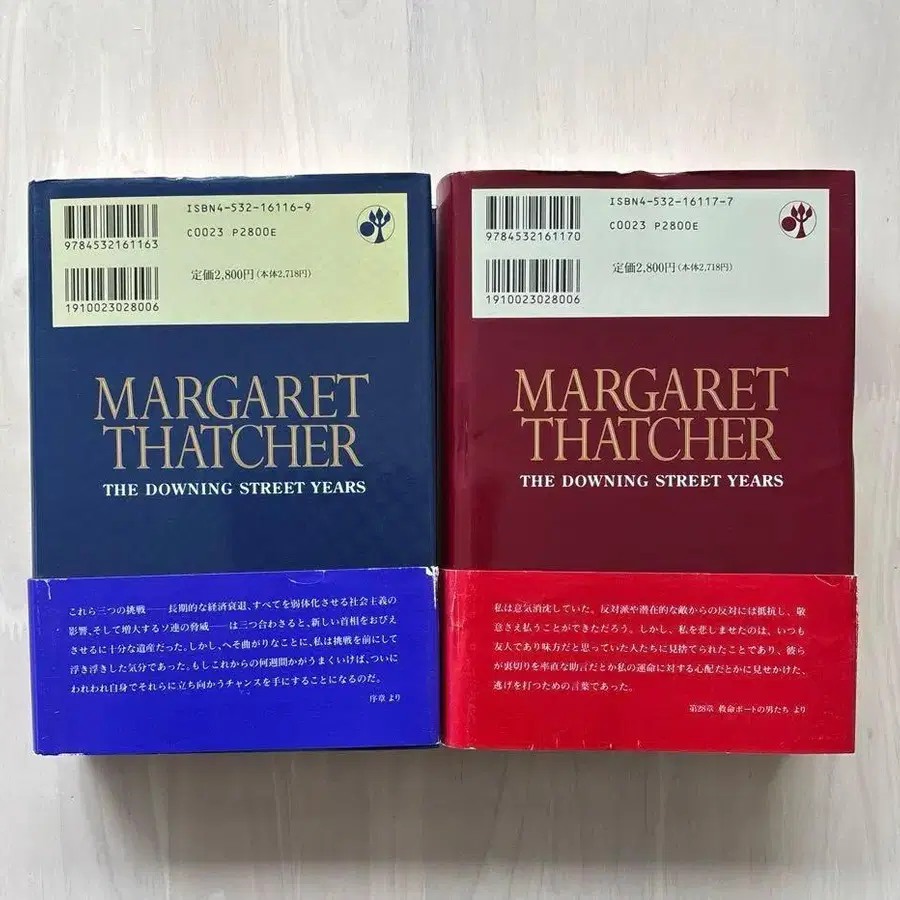 ISBN4-532-16116-9
9784532161163
C0023 P2800E
定価2,800円(本体2,718円)
1910023028006
MARGARET
THATCHER
THE DOWNING STREET YEARS
これら三つの挑戦――長期的な経済衰退、すべてを弱体化させる社会主義の
影響、そして増大するソ連の脅威――は三つ合わさると、新しい首相をおびえ
させるに十分な遺産だった。しかし、へそ曲がりなことに、私は挑戦を前にして
浮き浮きした気分であった。もしこれからの何週間かがうまくいけば、ついに
われわれ自身でそれらに立ち向かうチャンスを手にすることになるのだ。
序章 より
ISBN4-532-16117-7
9784532161170
C0023 P2800E
定価2,800円(本体2,718円)
1910023028006
MARGARET
THATCHER
THE DOWNING STREET YEARS
私は意気消沈していた。反対派や潜在的な敵からの反対には抵抗し、敬
意さえ払うことができただろう。しかし、私を悲しませたのは、いつも
友人であり味方だと思っていた人たちに見捨てられたことであり、彼ら
が裏切りを率直な助言だとか私の運命に対する心配だとかに見せかけた、
逃げを打つための言葉であった。
第28章 救命ボートの男たち より